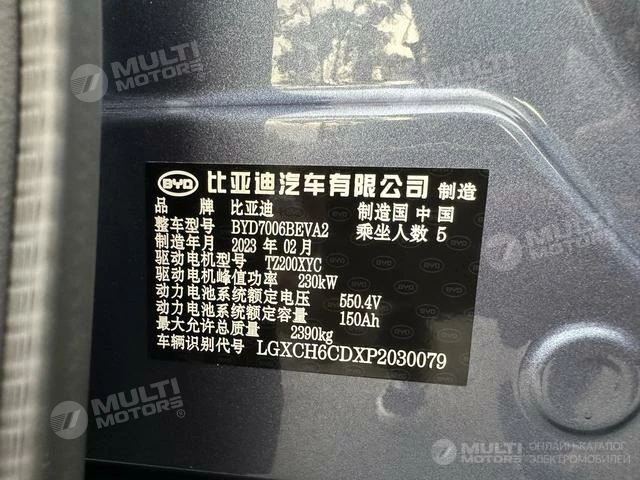 MULTI
MOTORS
MULTI
MOTORS
BYD 比亚迪汽车有限公司 制造
品 牌 比亚迪 制造国 中国
整车型号 BYD7006BEVA2 乘坐人数 5
制造年月 2023 年 02 月
驱动电机型号 TZ200XYC
驱动电机峰值功率 230kW
动力电池系统额定电压 550.4V
动力电池系统额定容量 150Ah
最大允许总质量 2390kg
车辆识别代号 LGXCH6CDXP2030079
MULTI
MOTORS
MULTI
MOTORS
ОНЛАЙН-КАТАЛОГ
ЭЛЕКТРОМОБИЛЕЙ